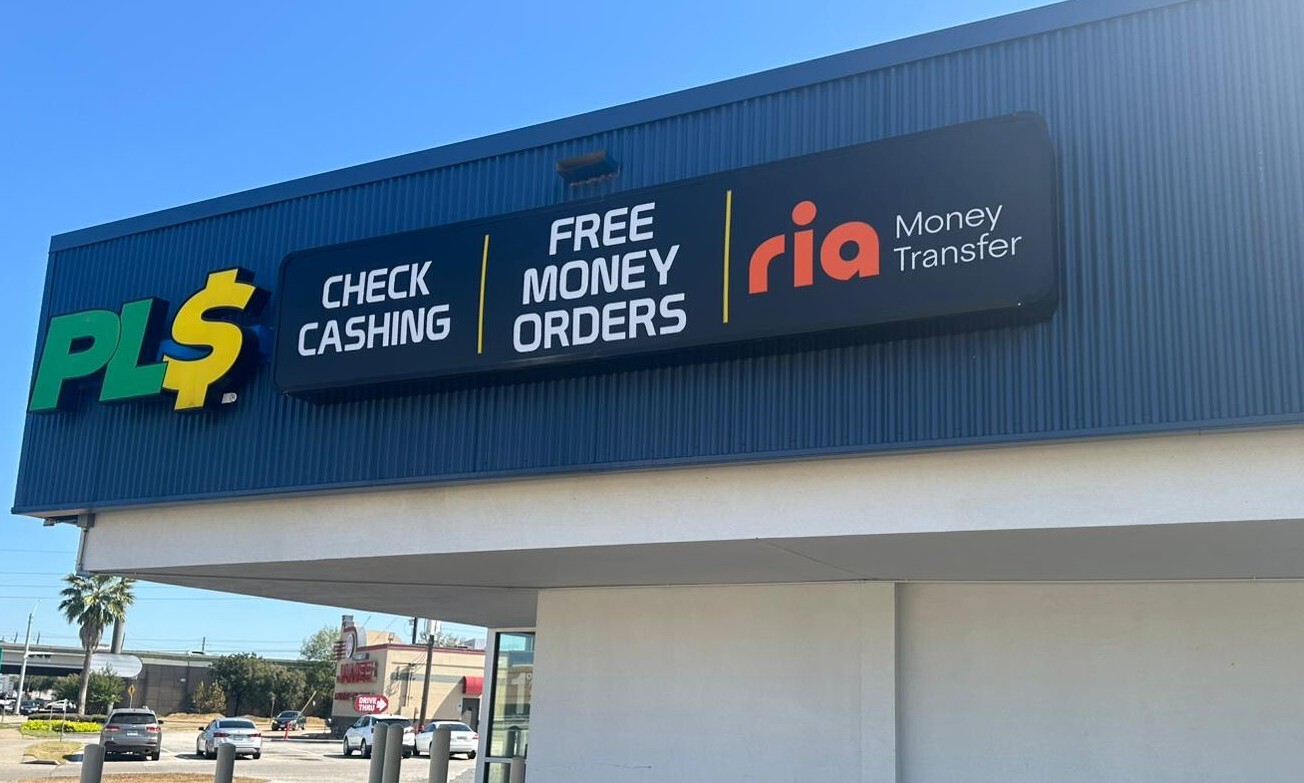 PL$
CHECK
CASHING
FREE
MONEY
ORDERS
ria
Money
Transfer
DRIVE
THRU